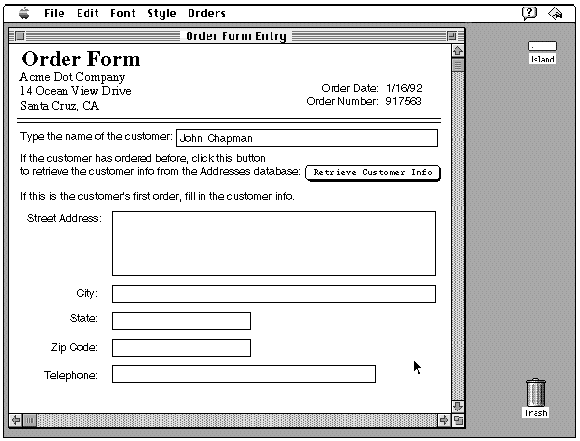 File Edit Font Style Orders
Order Form Entry
Island
Order Form
Acme Dot Company
14 Ocean View Drive
Santa Cruz, CA
Order Date: 1/16/92
Order Number: 917563
Type the name of the customer: John Chapman
If the customer has ordered before, click this button
to retrieve the customer info from the Addresses database: Retrieve Customer Info
If this is the customer's first order, fill in the customer info.
Street Address:
City:
State:
Zip Code:
Telephone:
Trash